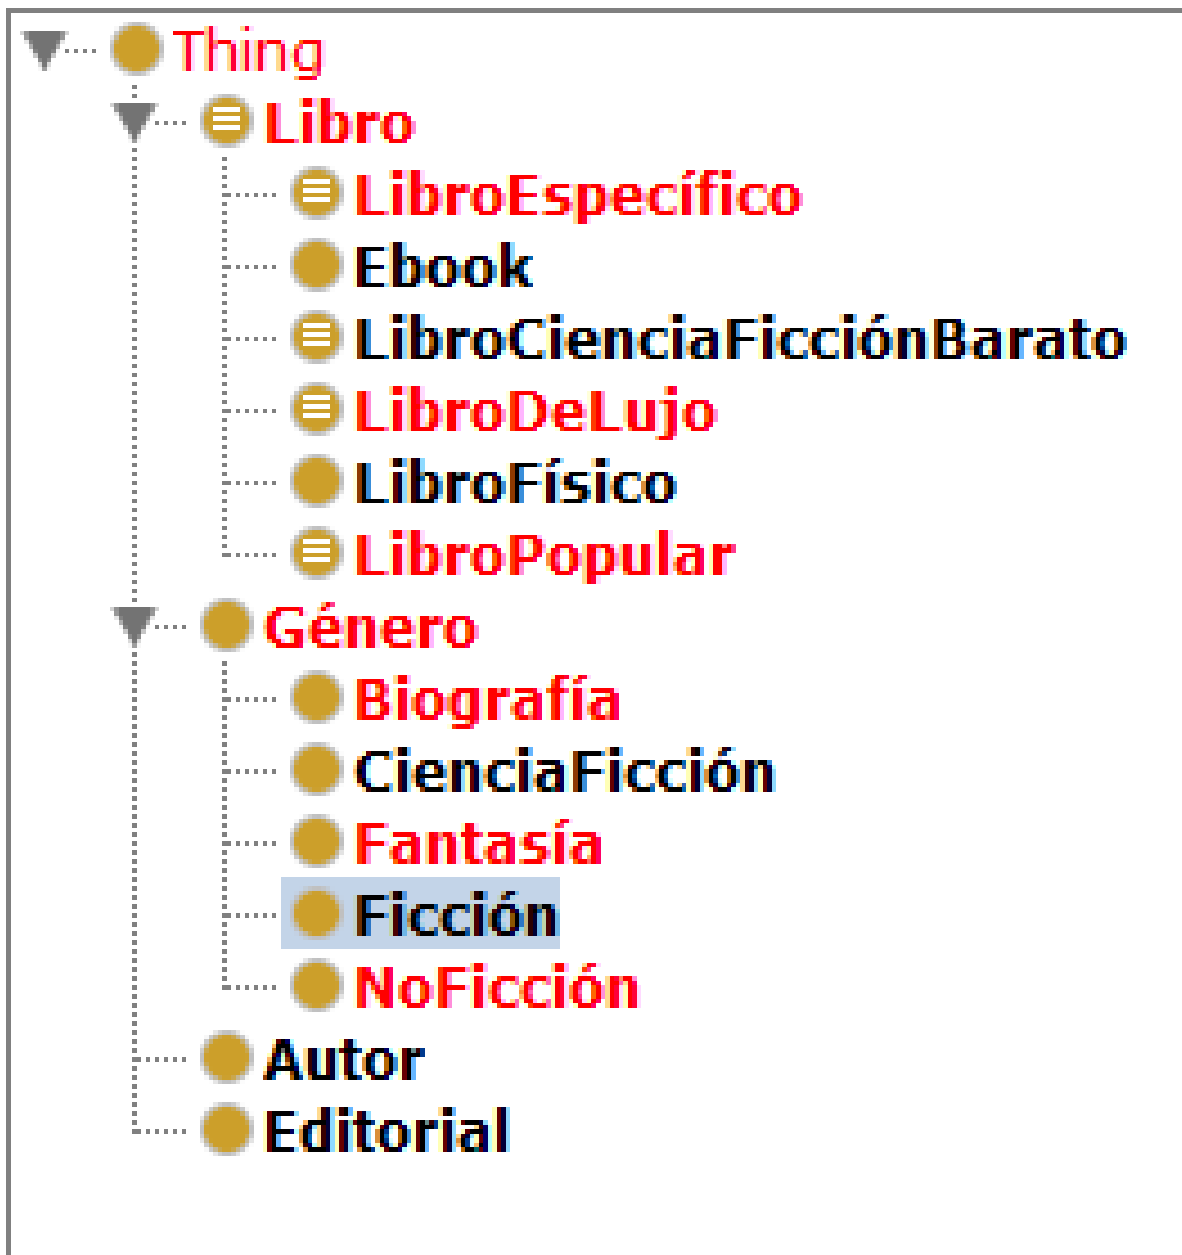 Thing
Libro
LibroEspecífico
Ebook
LibroCienciaFicciónBarato
LibroDeLujo
LibroFísico
LibroPopular
Género
Biografía
CienciaFicción
Fantasía
Ficción
NoFicción
Autor
Editorial